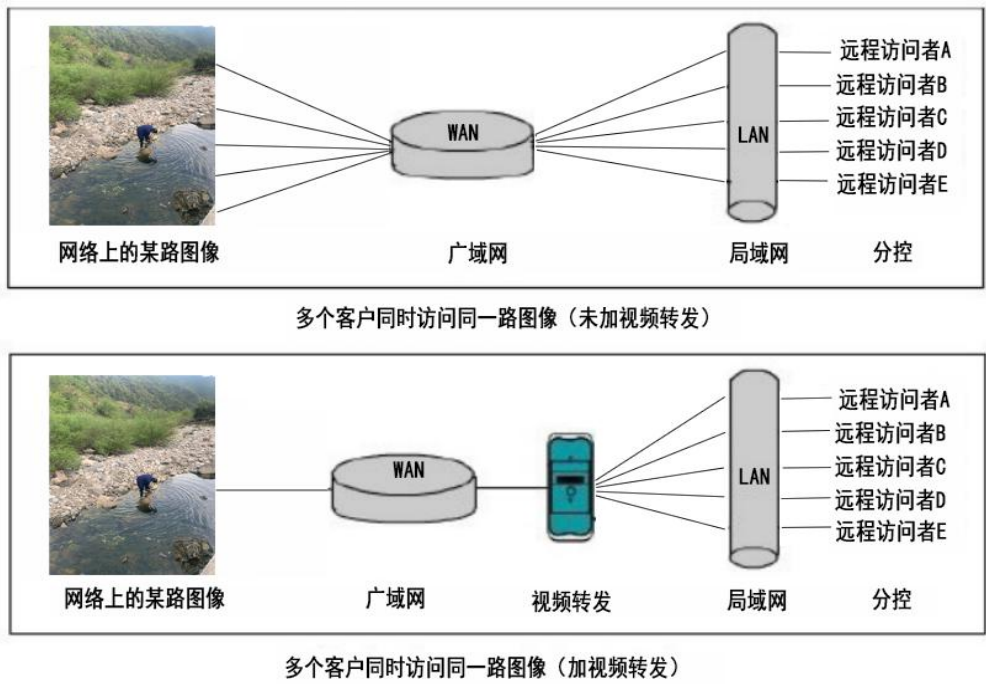 WAN
LAN
远程访问者A
远程访问者B
远程访问者C
远程访问者D
远程访问者E
网络上的某路图像
广域网
局域网
分控
多个客户同时访问同一路图像（未加视频转发）
WAN
LAN
远程访问者A
远程访问者B
远程访问者C
远程访问者D
远程访问者E
网络上的某路图像
广域网
视频转发
局域网
分控
多个客户同时访问同一路图像（加视频转发）